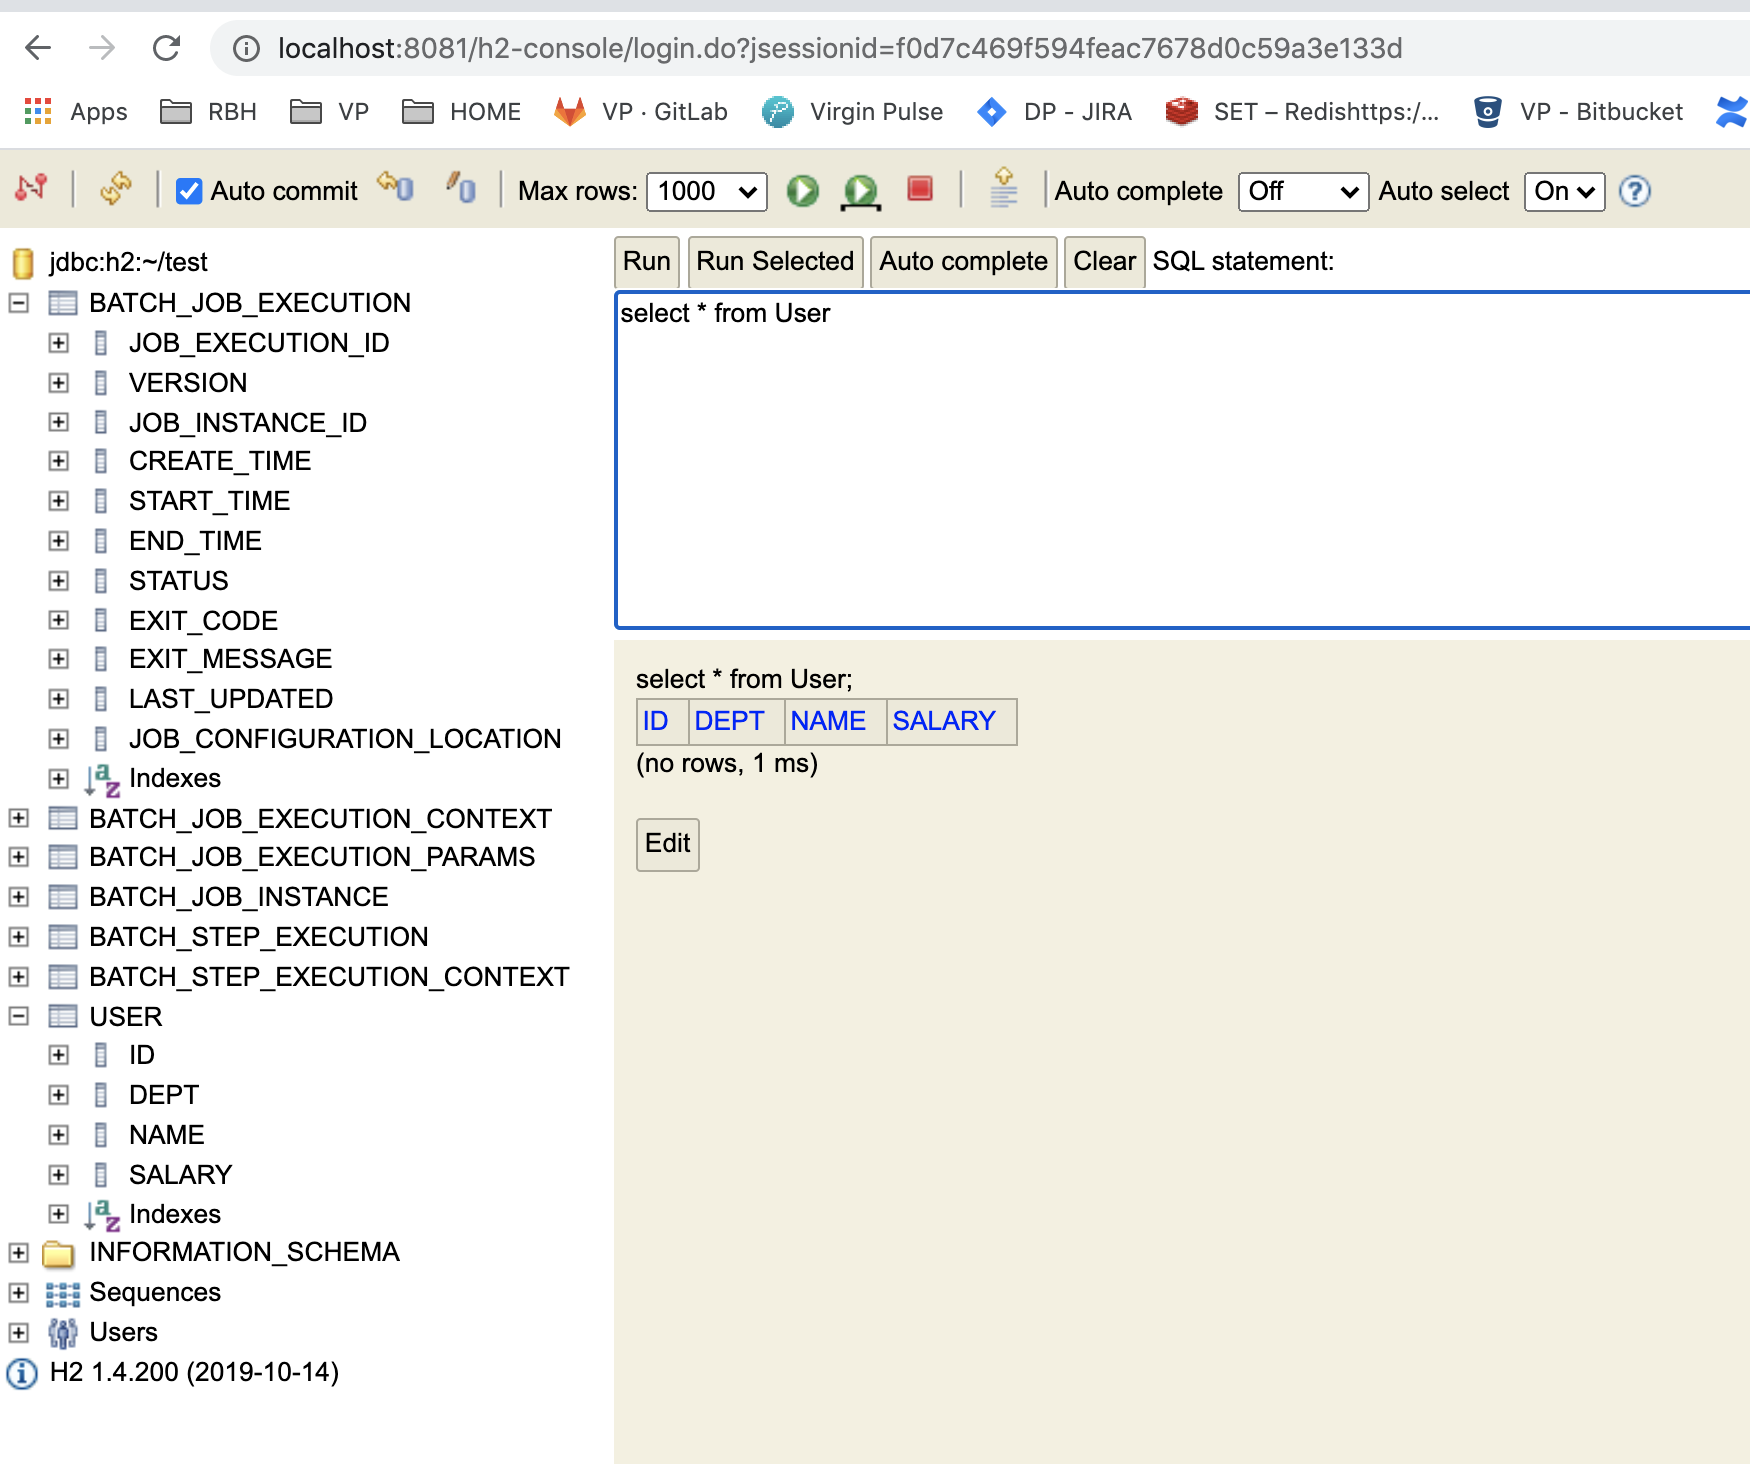 localhost:8081/h2-console/login.do?jsessionid=f0d7c469f594feac7678d0c59a3e133d
Apps RBH VP HOME VP · GitLab Virgin Pulse DP - JIRA SET – Redishttps:/... VP - Bitbucket
Auto commit Max rows: 1000 Auto complete Off Auto select On ?
jdbc:h2:~/test
BATCH_JOB_EXECUTION
JOB_EXECUTION_ID
VERSION
JOB_INSTANCE_ID
CREATE_TIME
START_TIME
END_TIME
STATUS
EXIT_CODE
EXIT_MESSAGE
LAST_UPDATED
JOB_CONFIGURATION_LOCATION
Indexes
BATCH_JOB_EXECUTION_CONTEXT
BATCH_JOB_EXECUTION_PARAMS
BATCH_JOB_INSTANCE
BATCH_STEP_EXECUTION
BATCH_STEP_EXECUTION_CONTEXT
USER
ID
DEPT
NAME
SALARY
Indexes
INFORMATION_SCHEMA
Sequences
Users
H2 1.4.200 (2019-10-14)
Run Run Selected Auto complete Clear SQL statement:
select * from User
select * from User;
ID DEPT NAME SALARY
(no rows, 1 ms)
Edit